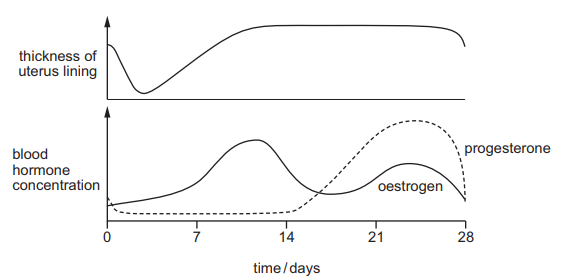 thickness of
uterus lining
blood
hormone
concentration
progesterone
oestrogen
0 7 14 21 28
time / days